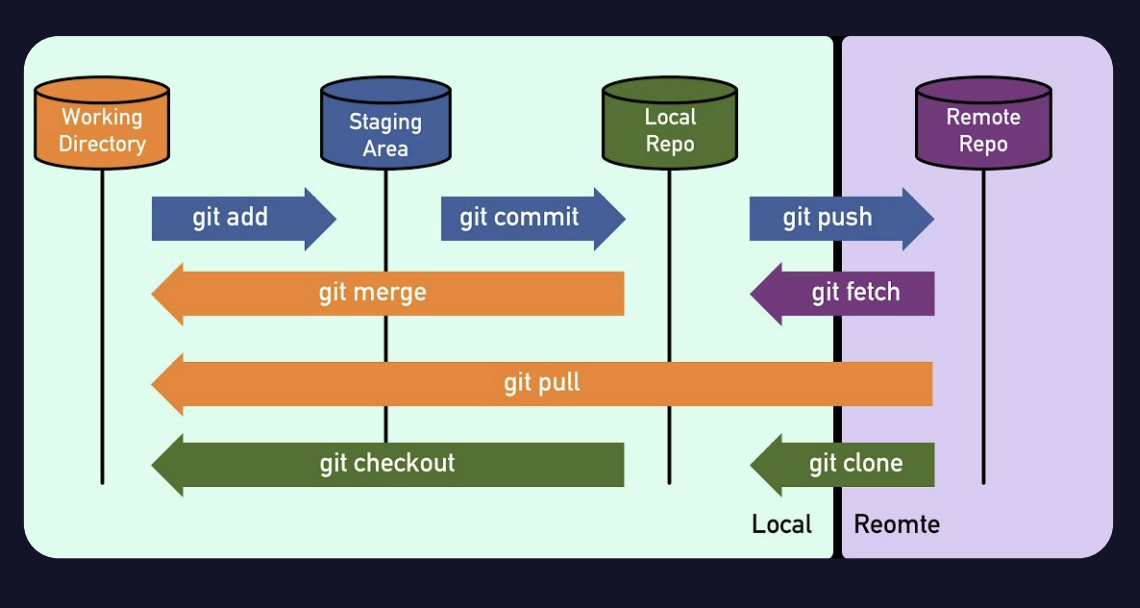 Working
Directory
Staging
Area
Local
Repo
Remote
Repo
git add
git commit
git push
git merge
git fetch
git pull
git checkout
git clone
Local
Reomte